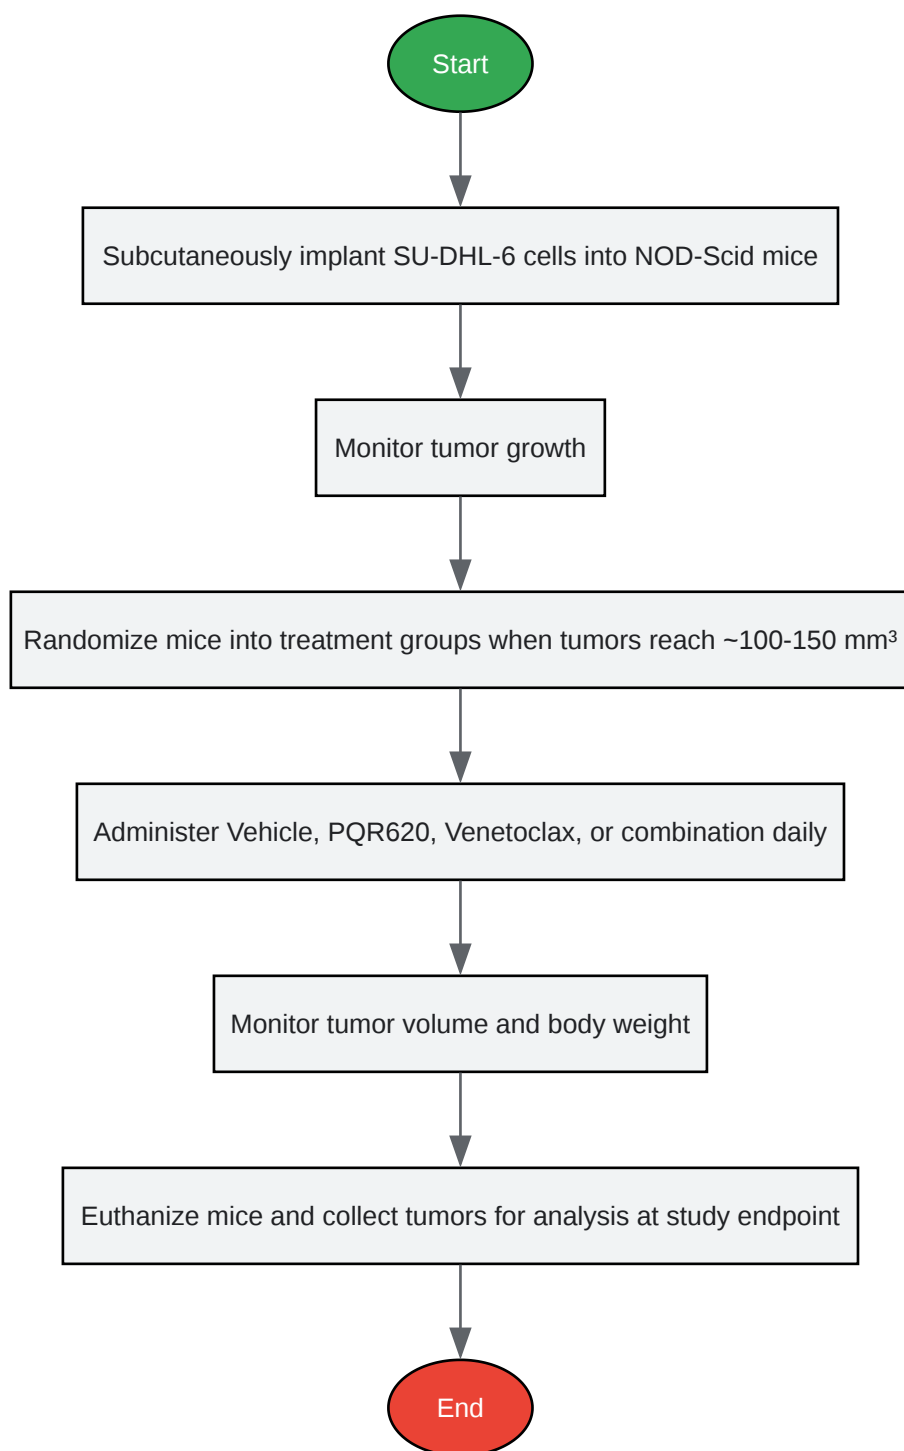 Start
Subcutaneously implant SU-DHL-6 cells into NOD-Scid mice
Monitor tumor growth
Randomize mice into treatment groups when tumors reach ~100-150 mm³
Administer Vehicle, PQR620, Venetoclax, or combination daily
Monitor tumor volume and body weight
Euthanize mice and collect tumors for analysis at study endpoint
End